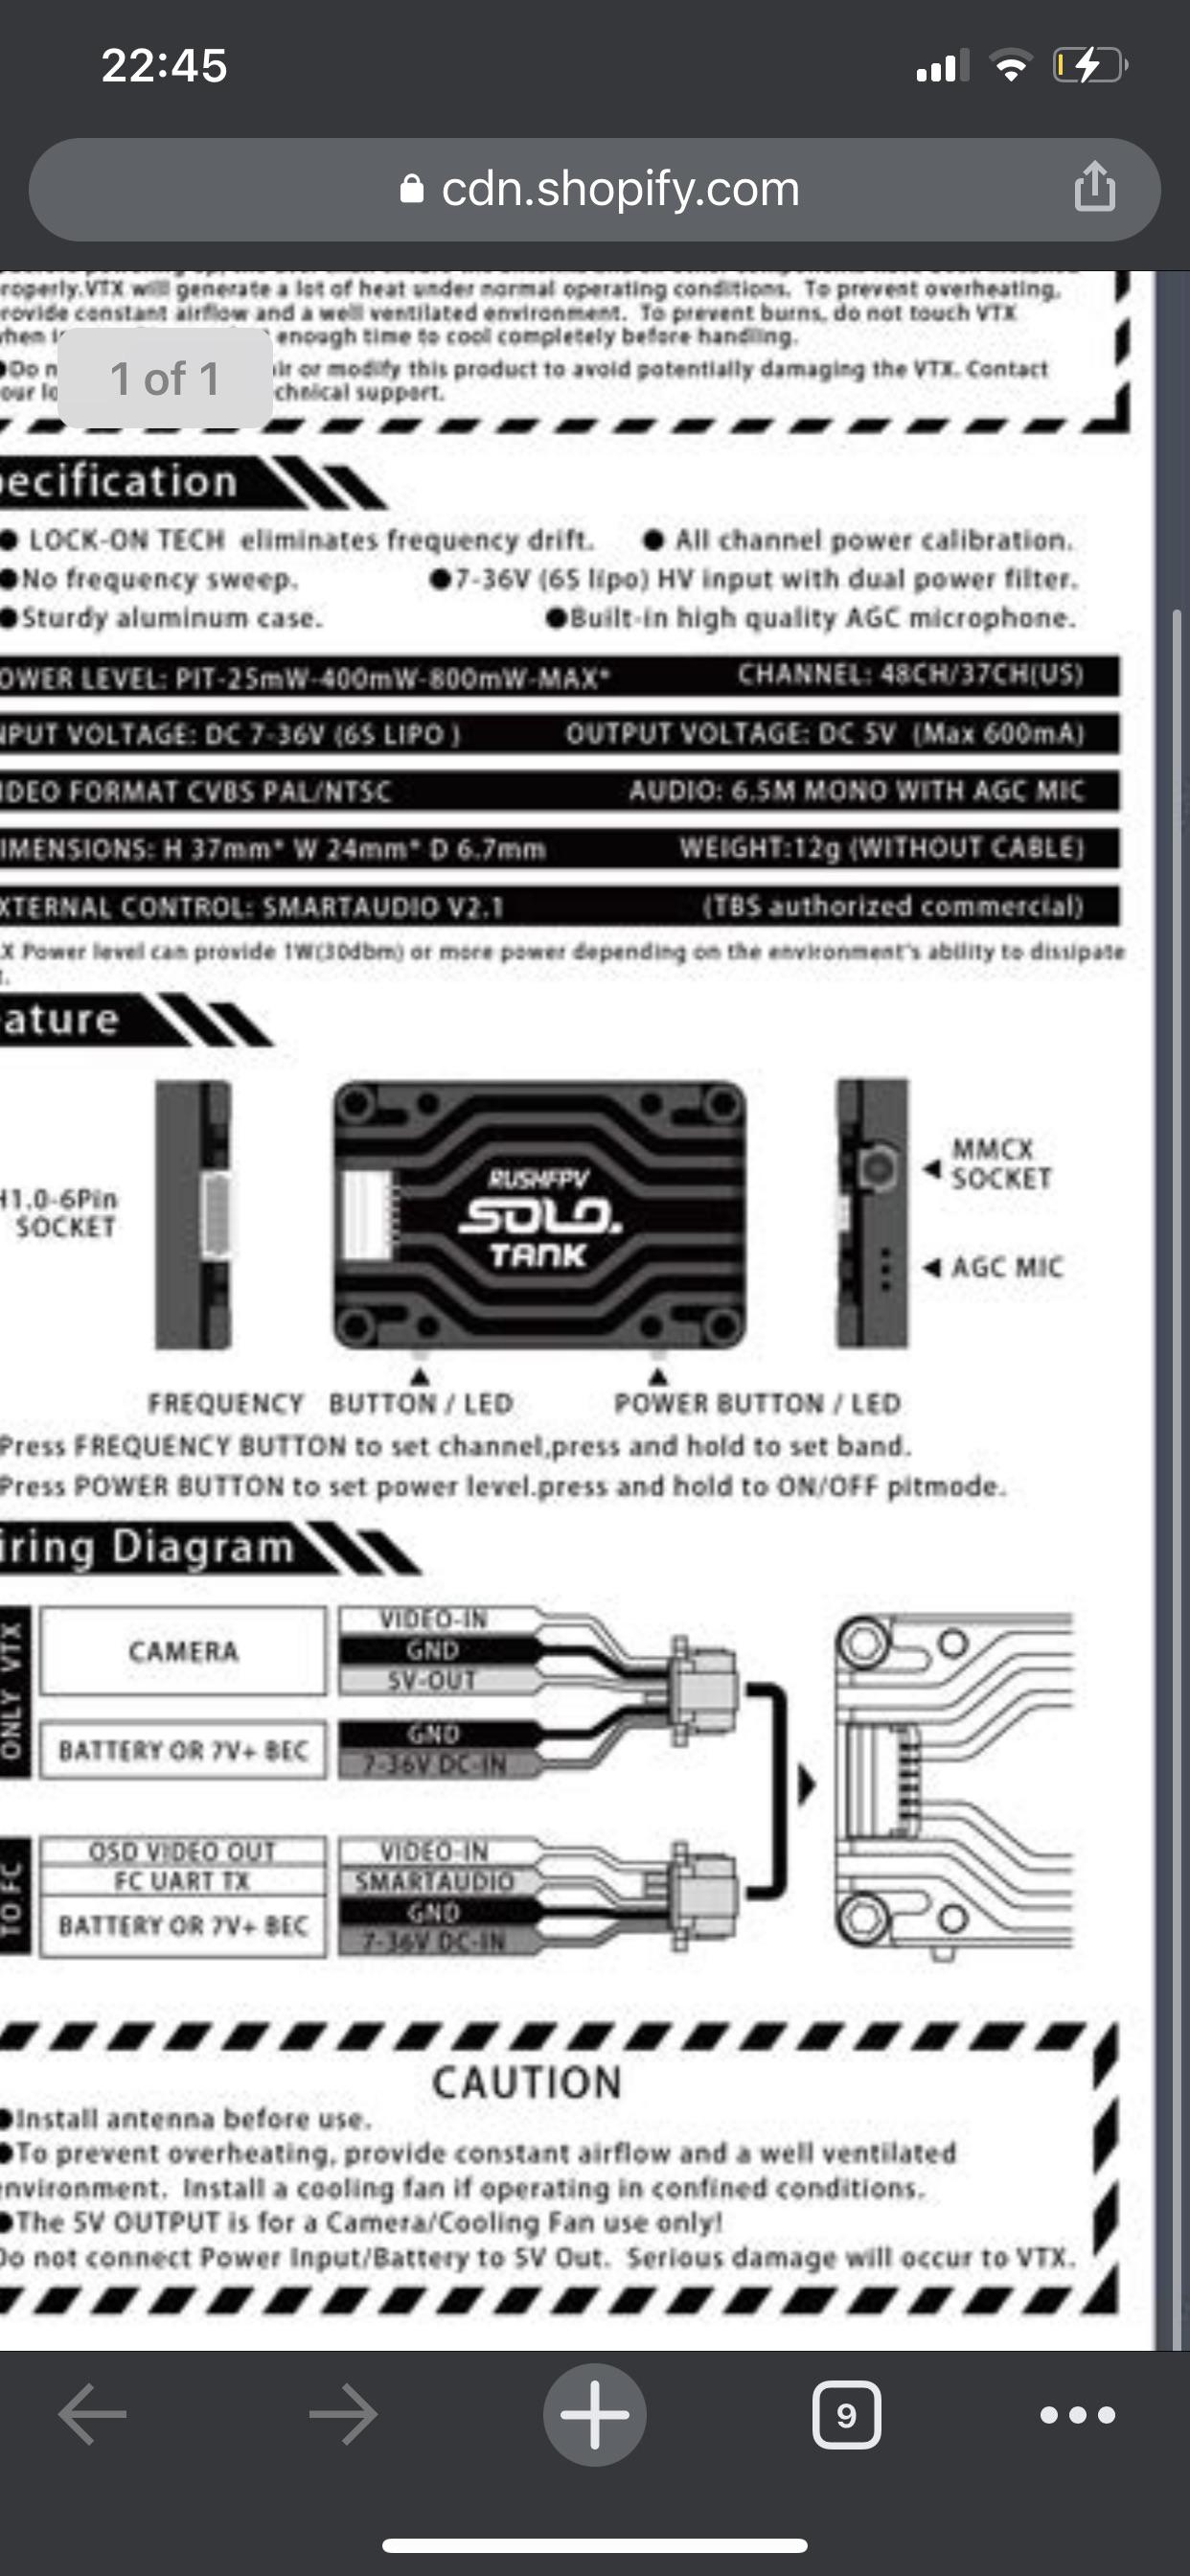 22:45
cdn.shopify.com
roperly.VTX will generate a lot of heat under normal operating conditions. To prevent overheating,
rovide constant airflow and a well ventilated environment. To prevent burns, do not touch VTX
hen enough time to cool completely before handling.
●Do ir or modify this product to avoid potentially damaging the VTX. Contact
our chnical support.
1 of 1
ecification
● LOCK-ON TECH eliminates frequency drift. ● All channel power calibration.
●No frequency sweep. ●7-36V (6S lipo) HV input with dual power filter.
●Sturdy aluminum case. ●Built-in high quality AGC microphone.
OWER LEVEL: PIT-25mW-400mW-800mW-MAX* CHANNEL: 48CH/37CH(US)
NPUT VOLTAGE: DC 7-36V (6S LIPO ) OUTPUT VOLTAGE: DC 5V (Max 600mA)
IDEO FORMAT CVBS PAL/NTSC AUDIO: 6.5M MONO WITH AGC MIC
IMENSIONS: H 37mm* W 24mm* D 6.7mm WEIGHT:12g (WITHOUT CABLE)
XTERNAL CONTROL: SMARTAUDIO V2.1 (TBS authorized commercial)
X Power level can provide 1W(30dbm) or more power depending on the environment's ability to dissipate
t.
ature
H1.0-6Pin
SOCKET
RUSHFPV
SOLO.
TANK
MMCX
SOCKET
AGC MIC
FREQUENCY BUTTON / LED POWER BUTTON / LED
Press FREQUENCY BUTTON to set channel,press and hold to set band.
Press POWER BUTTON to set power level.press and hold to ON/OFF pitmode.
iring Diagram
ONLY VTX
CAMERA
VIDEO-IN
GND
5V-OUT
BATTERY OR 7V+ BEC
GND
7-36V DC-IN
TO FC
OSD VIDEO OUT
VIDEO-IN
FC UART TX
SMARTAUDIO
BATTERY OR 7V+ BEC
GND
7-36V DC-IN
CAUTION
●Install antenna before use.
●To prevent overheating, provide constant airflow and a well ventilated
nvironment. Install a cooling fan if operating in confined conditions.
●The 5V OUTPUT is for a Camera/Cooling Fan use only!
Do not connect Power Input/Battery to 5V Out. Serious damage will occur to VTX.
9